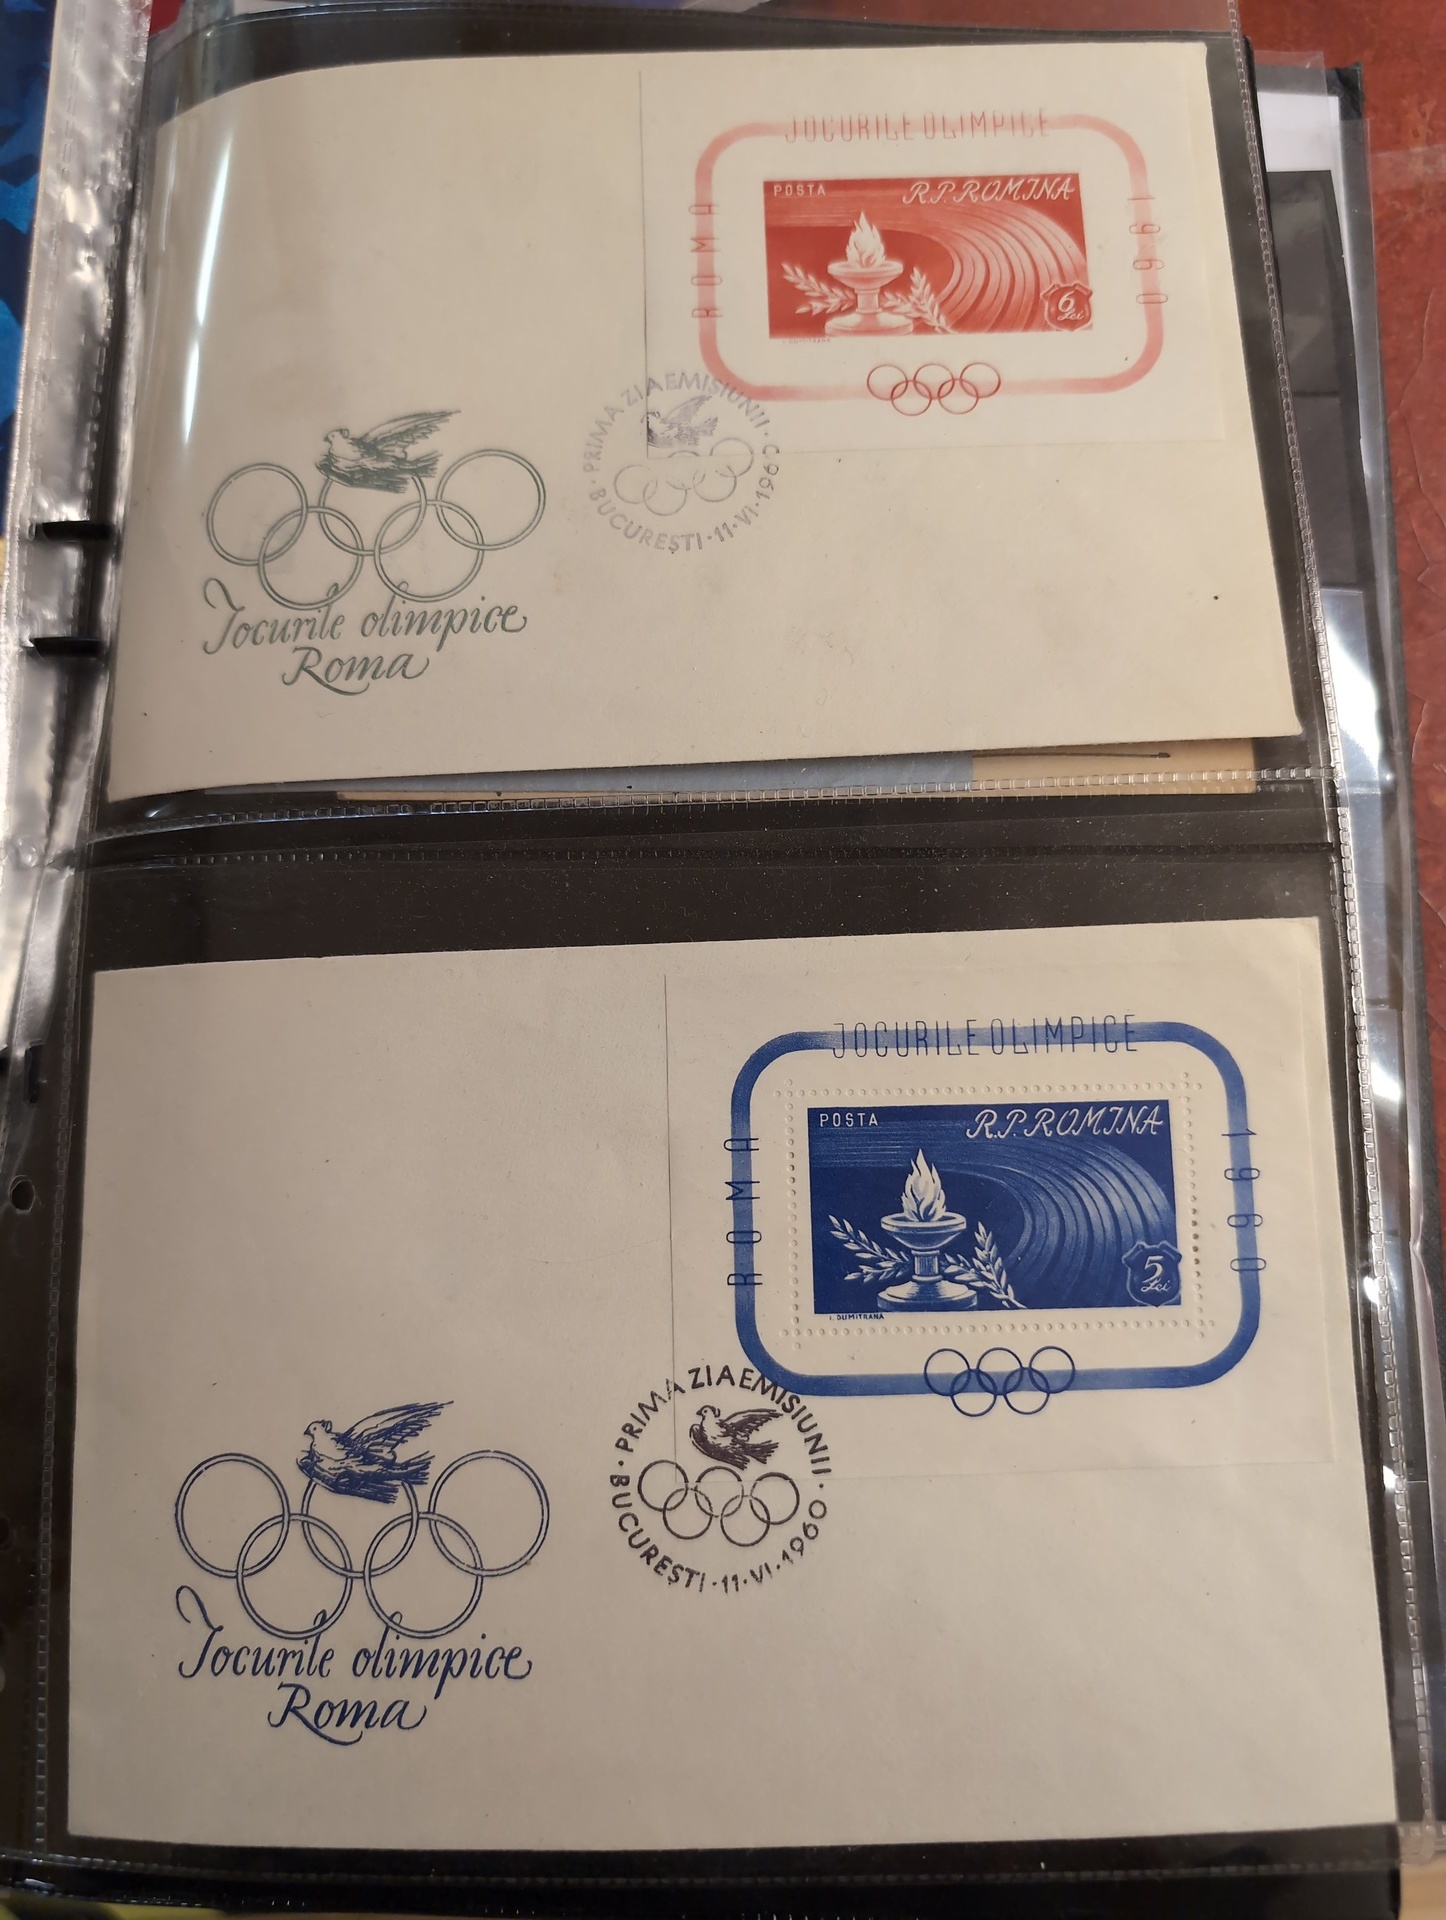 JOCURILE OLIMPICE
ROMA
1960
POSTA
R.P.ROMINA
6 Lei
I. DUMITRANA
PRIMA ZI A EMISIUNII · BUCUREȘTI · 11·VI·1960
Jocurile olimpice
Roma
JOCURILE OLIMPICE
ROMA
1960
POSTA
R.P.ROMINA
5 Lei
I. DUMITRANA
PRIMA ZI A EMISIUNII · BUCUREȘTI · 11·VI·1960
Jocurile olimpice
Roma